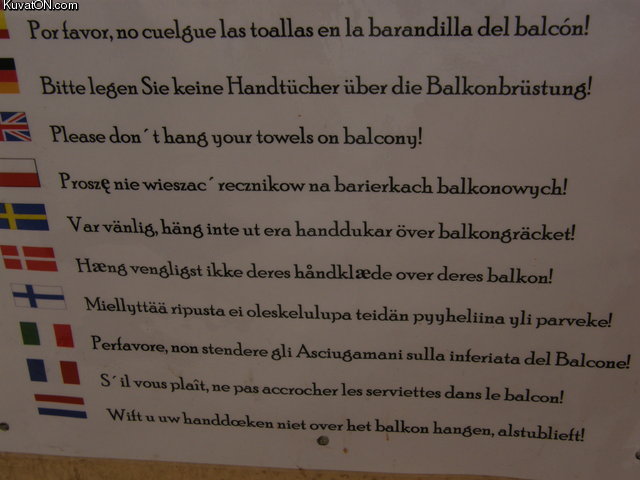 KuvatON.com
Por favor, no cuelgue las toallas en la barandilla del balcón!
Bitte legen Sie keine Handtücher über die Balkonbrüstung!
Please don´t hang your towels on balcony!
Proszę nie wieszac´ recznikow na barierkach balkonowych!
Var vänlig, häng inte ut era handdukar över balkongräcket!
Hæng vengligst ikke deres håndklæde over deres balkon!
Miellyttää ripusta ei oleskelulupa teidän pyyheliina yli parveke!
Perfavore, non stendere gli Asciugamani sulla inferiata del Balcone!
S´il vous plaît, ne pas accrocher les serviettes dans le balcon!
Wift u uw handdœken niet over het balkon hangen, alstublieft!